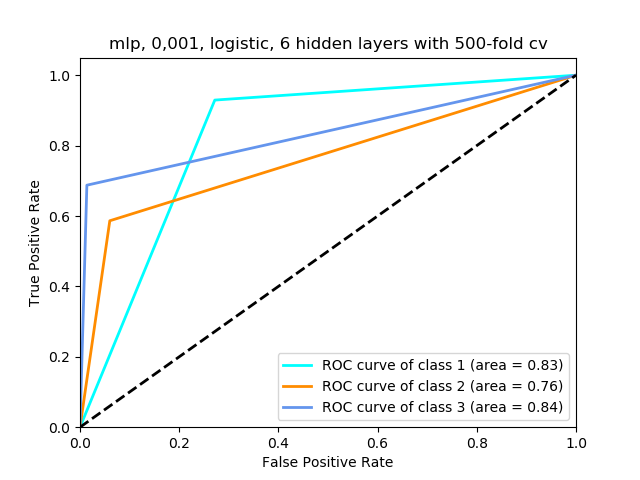 mlp, 0,001, logistic, 6 hidden layers with 500-fold cv
1.0
0.8
0.6
0.4
0.2
0.0
True Positive Rate
ROC curve of class 1 (area = 0.83)
ROC curve of class 2 (area = 0.76)
ROC curve of class 3 (area = 0.84)
0.0 0.2 0.4 0.6 0.8 1.0
False Positive Rate